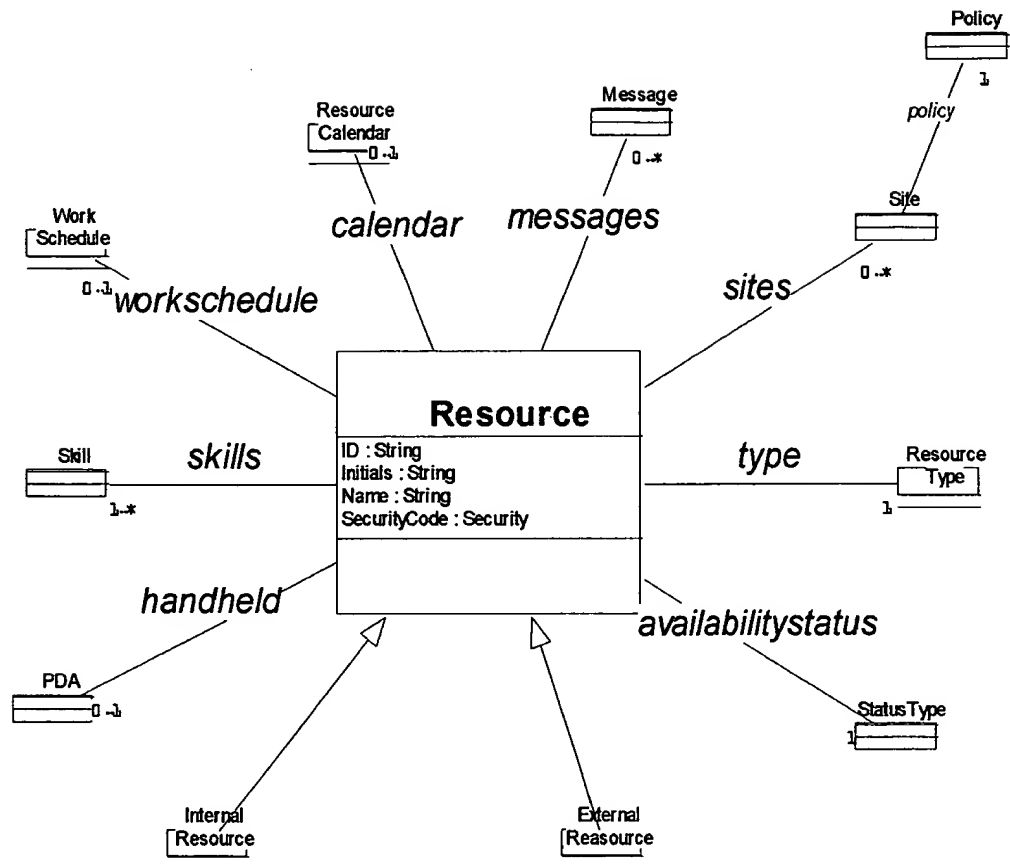 Policy
1
policy
Message
0..*
Resource
Calendar
0..1
Site
0..*
Work
Schedule
0..1
calendar
messages
sites
workschedule
Resource
ID : String
Initials : String
Name : String
SecurityCode : Security
Skill
1..*
skills
type
Resource
Type
1
handheld
availabilitystatus
PDA
0..1
StatusType
1
Internal
Resource
External
Reasource